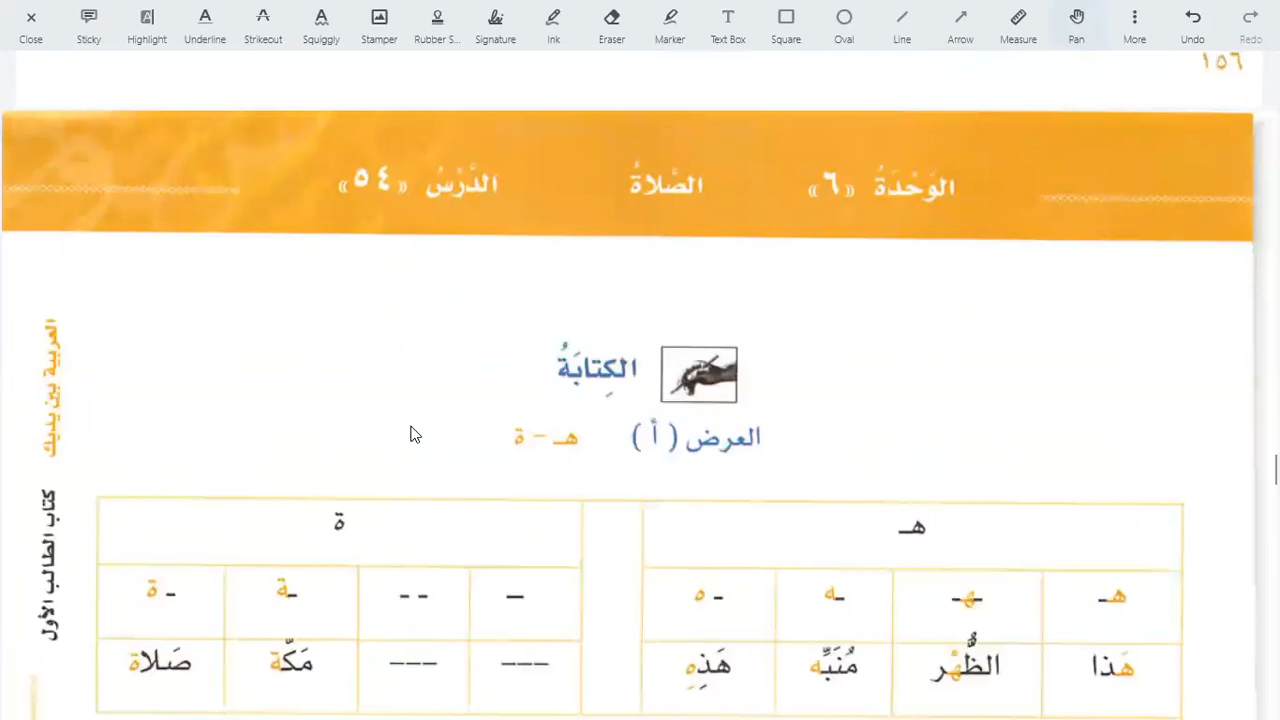 Close Sticky Highlight Underline Strikeout Squiggly Stamper Rubber S... Signature Ink Eraser Marker Text Box Square Oval Line Arrow Measure Pan More Undo Redo
١٥٦
الوَحْدَةُ «٦» الصَّلاةُ الدَّرْسُ «٥٤»
الكِتابَةُ
العرض ( أ ) هـ - ة
هـ ة
هـ ـهـ ـه - ه – - - ـة - ة
هَذا الظُّهْر مُنَبِّه هَذِهِ --- --- مَكّة صَلاة
العربية بين يديك
كتاب الطالب الأول